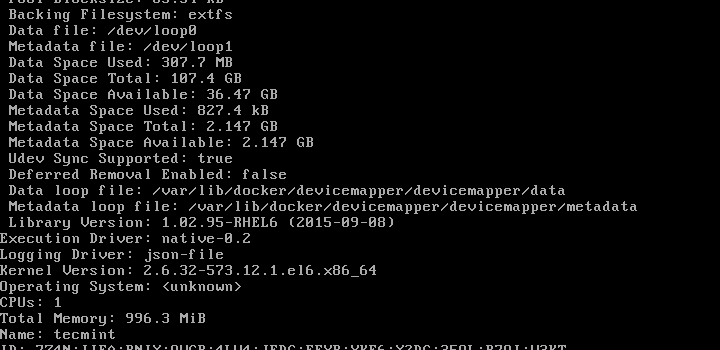 Backing Filesystem: extfs
Data file: /dev/loop0
Metadata file: /dev/loop1
Data Space Used: 307.7 MB
Data Space Total: 107.4 GB
Data Space Available: 36.47 GB
Metadata Space Used: 827.4 kB
Metadata Space Total: 2.147 GB
Metadata Space Available: 2.147 GB
Udev Sync Supported: true
Deferred Removal Enabled: false
Data loop file: /var/lib/docker/devicemapper/devicemapper/data
Metadata loop file: /var/lib/docker/devicemapper/devicemapper/metadata
Library Version: 1.02.95-RHEL6 (2015-09-08)
Execution Driver: native-0.2
Logging Driver: json-file
Kernel Version: 2.6.32-573.12.1.el6.x86_64
Operating System: <unknown>
CPUs: 1
Total Memory: 996.3 MiB
Name: tecmint